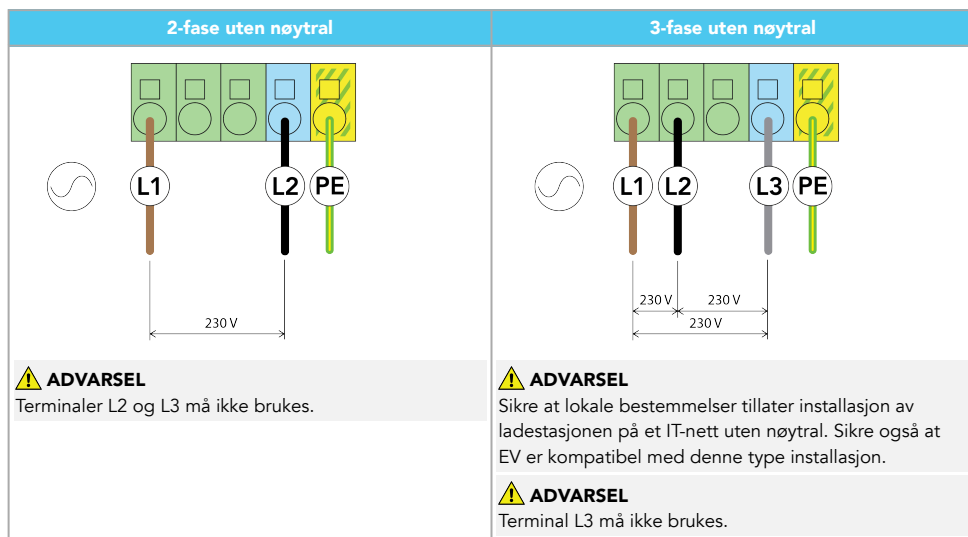 2-fase uten nøytral
L1
L2
PE
230 V
ADVARSEL
Terminaler L2 og L3 må ikke brukes.
3-fase uten nøytral
L1
L2
L3
PE
230 V
230 V
230 V
ADVARSEL
Sikre at lokale bestemmelser tillater installasjon av
ladestasjonen på et IT-nett uten nøytral. Sikre også at
EV er kompatibel med denne type installasjon.
ADVARSEL
Terminal L3 må ikke brukes.